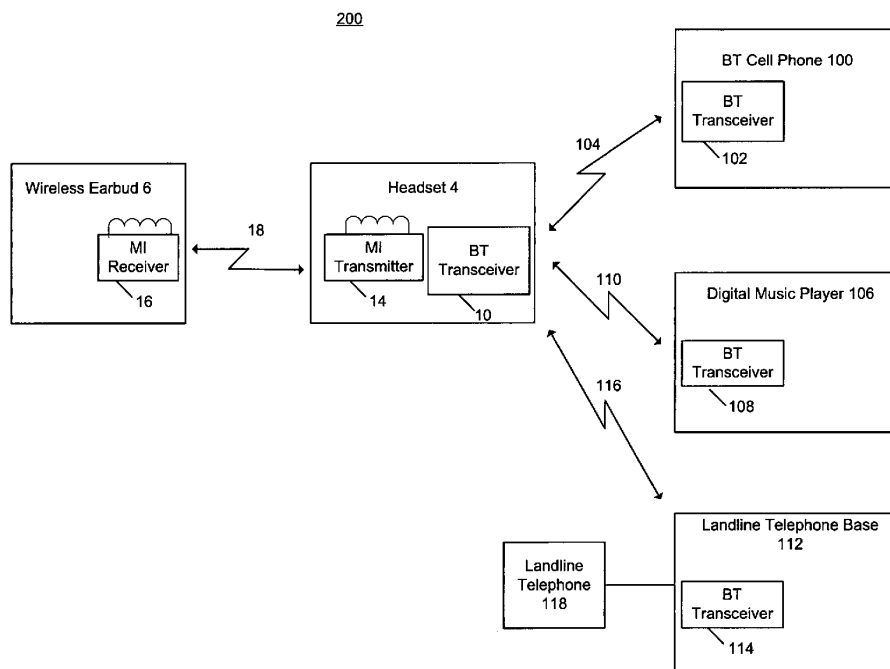 200
BT Cell Phone 100
BT
Transceiver
102
104
Wireless Earbud 6
MI
Receiver
16
18
Headset 4
MI
Transmitter
14
BT
Transceiver
10
110
Digital Music Player 106
BT
Transceiver
108
116
Landline Telephone Base
112
BT
Transceiver
114
Landline
Telephone
118